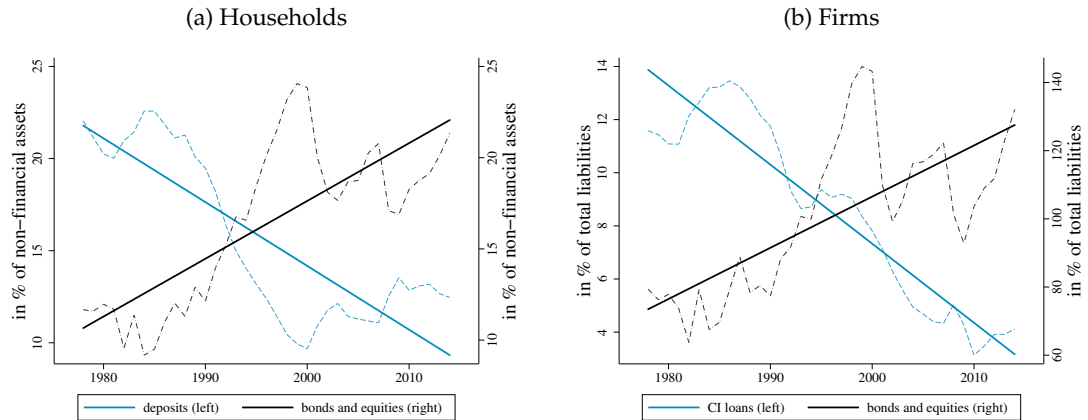 (a) Households
in % of non−financial assets
25
20
15
10
25
20
15
10
in % of non−financial assets
1980 1990 2000 2010
deposits (left) bonds and equities (right)
(b) Firms
in % of total liabilities
14
12
10
8
6
4
140
120
100
80
60
in % of total liabilities
1980 1990 2000 2010
CI loans (left) bonds and equities (right)